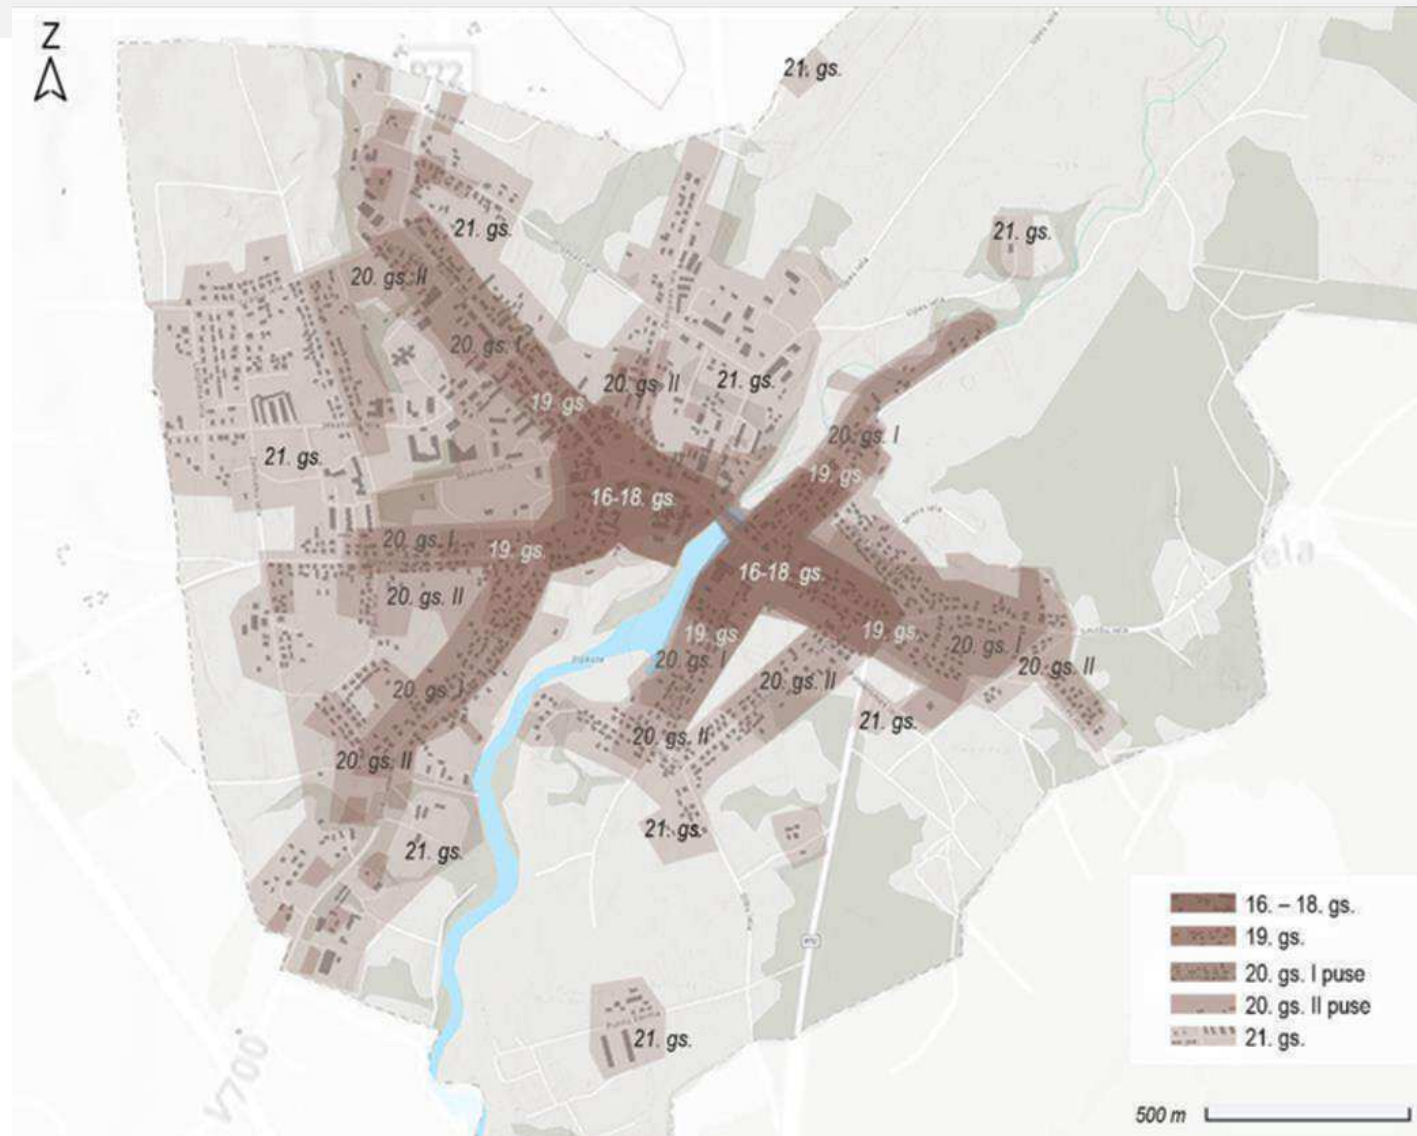 Z
872
21. gs.
21. gs.
21. gs.
20. gs. II
20. gs. I
20. gs. II
21. gs.
19. gs.
20. gs. I
21. gs.
19. gs.
16-18. gs.
20. gs. I
19. gs.
16-18. gs.
20. gs. II
19. gs.
19. gs.
20. gs. I
20. gs. I
20. gs. II
20. gs. I
20. gs. II
21. gs.
20. gs. II
20. gs. II
21. gs.
21. gs.
21. gs.
V700
16. – 18. gs.
19. gs.
20. gs. I puse
20. gs. II puse
21. gs.
500 m